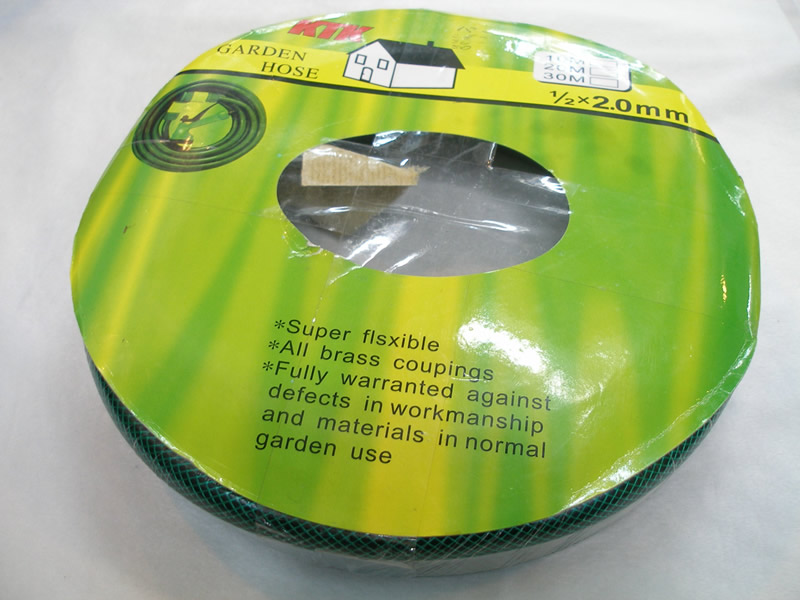 KTK
GARDEN
HOSE
20M
30M
½×2.0mm
*Super flsxible
*All brass coupings
*Fully warranted against
defects in workmanship
and materials in normal
garden use